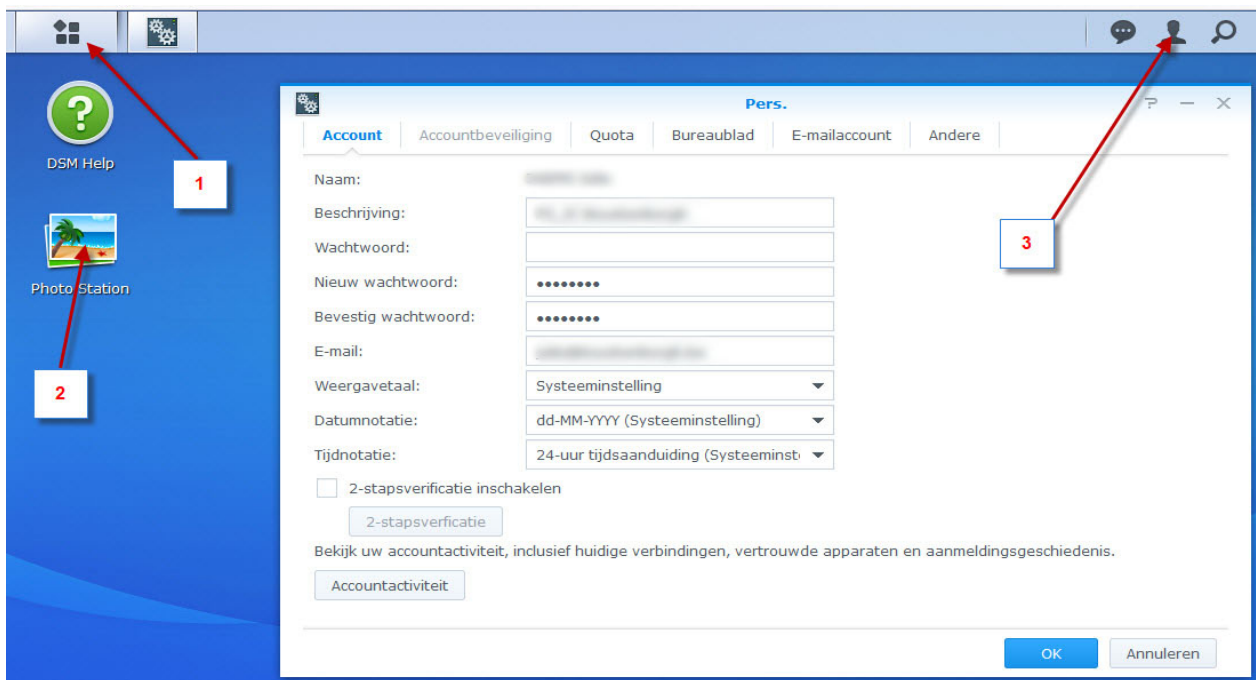 Pers.
Account Accountbeveiliging Quota Bureaublad E-mailaccount Andere
DSM Help
1
Naam:
Beschrijving:
Wachtwoord:
3
Photo Station
Nieuw wachtwoord:
Bevestig wachtwoord:
E-mail:
2
Weergavetaal: Systeeminstelling
Datumnotatie: dd-MM-YYYY (Systeeminstelling)
Tijdnotatie: 24-uur tijdsaanduiding (Systeeminst
2-stapsverificatie inschakelen
2-stapsverficatie
Bekijk uw accountactiviteit, inclusief huidige verbindingen, vertrouwde apparaten en aanmeldingsgeschiedenis.
Accountactiviteit
OK Annuleren